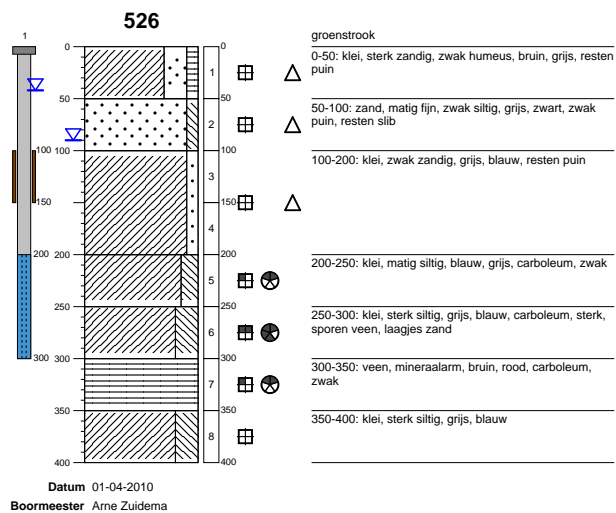 526
1
groenstrook
0
0
0-50: klei, sterk zandig, zwak humeus, bruin, grijs, resten
puin
1
50
50
50-100: zand, matig fijn, zwak siltig, grijs, zwart, zwak
puin, resten slib
2
100
100
100
100-200: klei, zwak zandig, grijs, blauw, resten puin
3
150
150
150
4
200
200
200
200-250: klei, matig siltig, blauw, grijs, carboleum, zwak
5
250
250
250-300: klei, sterk siltig, grijs, blauw, carboleum, sterk,
sporen veen, laagjes zand
6
300
300
300
300-350: veen, mineraalarm, bruin, rood, carboleum,
zwak
7
350
350
350-400: klei, sterk siltig, grijs, blauw
8
400
400
Datum 01-04-2010
Boormeester Arne Zuidema